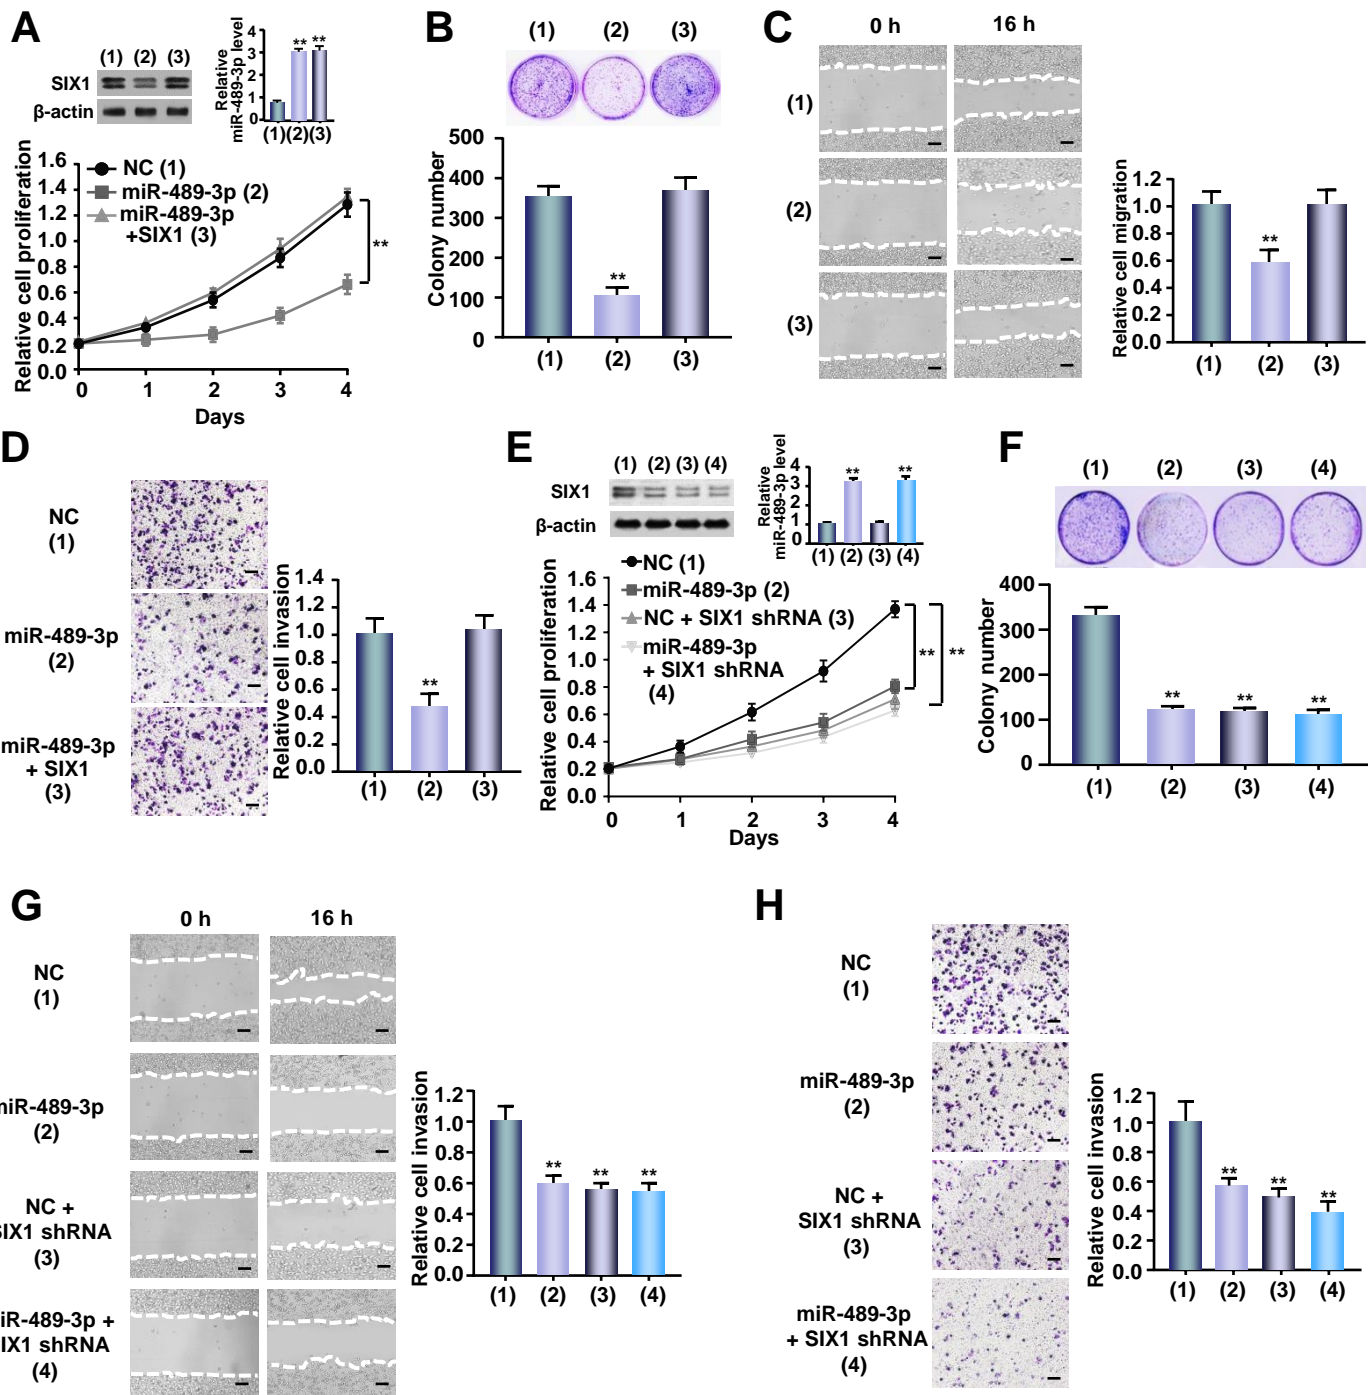 A
(1) (2) (3)
SIX1
β-actin
Relative
miR-489-3p level
4
3
2
1
0
** **
(1) (2) (3)
Relative cell proliferation
1.6
1.4
1.2
1.0
0.8
0.6
0.4
0.2
0.0
NC (1)
miR-489-3p (2)
miR-489-3p
+SIX1 (3)
**
0 1 2 3 4
Days
B
(1) (2) (3)
Colony number
500
400
300
200
100
0
**
(1) (2) (3)
C
0 h 16 h
(1)
(2)
(3)
Relative cell migration
1.2
1.0
0.8
0.6
0.4
0.2
0.0
**
(1) (2) (3)
D
NC
(1)
miR-489-3p
(2)
miR-489-3p
+ SIX1
(3)
Relative cell invasion
1.4
1.2
1.0
0.8
0.6
0.4
0.2
0.0
**
(1) (2) (3)
E
(1) (2) (3) (4)
SIX1
β-actin
Relative
miR-489-3p level
4
3
2
1
0
** **
(1) (2) (3) (4)
Relative cell proliferation
1.6
1.4
1.2
1.0
0.8
0.6
0.4
0.2
0.0
NC (1)
miR-489-3p (2)
NC + SIX1 shRNA (3)
miR-489-3p
+ SIX1 shRNA
(4)
** **
0 1 2 3 4
Days
F
(1) (2) (3) (4)
Colony number
400
300
200
100
0
** ** **
(1) (2) (3) (4)
G
0 h 16 h
NC
(1)
miR-489-3p
(2)
NC +
SIX1 shRNA
(3)
miR-489-3p +
SIX1 shRNA
(4)
Relative cell invasion
1.2
1.0
0.8
0.6
0.4
0.2
0.0
** ** **
(1) (2) (3) (4)
H
NC
(1)
miR-489-3p
(2)
NC +
SIX1 shRNA
(3)
miR-489-3p
+ SIX1 shRNA
(4)
Relative cell invasion
1.2
1.0
0.8
0.6
0.4
0.2
0.0
** ** **
(1) (2) (3) (4)